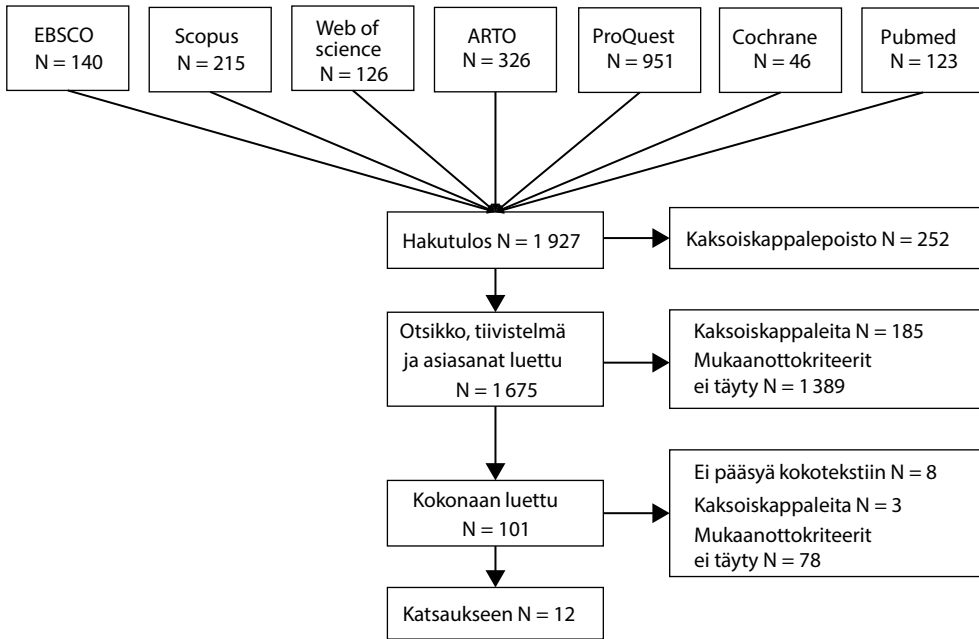 EBSCO
N = 140
Scopus
N = 215
Web of
science
N = 126
ARTO
N = 326
ProQuest
N = 951
Cochrane
N = 46
Pubmed
N = 123
Hakutulos N = 1 927
Kaksoiskappalepoisto N = 252
Otsikko, tiivistelmä
ja asiasanat luettu
N = 1 675
Kaksoiskappaleita N = 185
Mukaanottokriteerit
ei täyty N = 1 389
Kokonaan luettu
N = 101
Ei pääsyä kokotekstiin N = 8
Kaksoiskappaleita N = 3
Mukaanottokriteerit
ei täyty N = 78
Katsaukseen N = 12